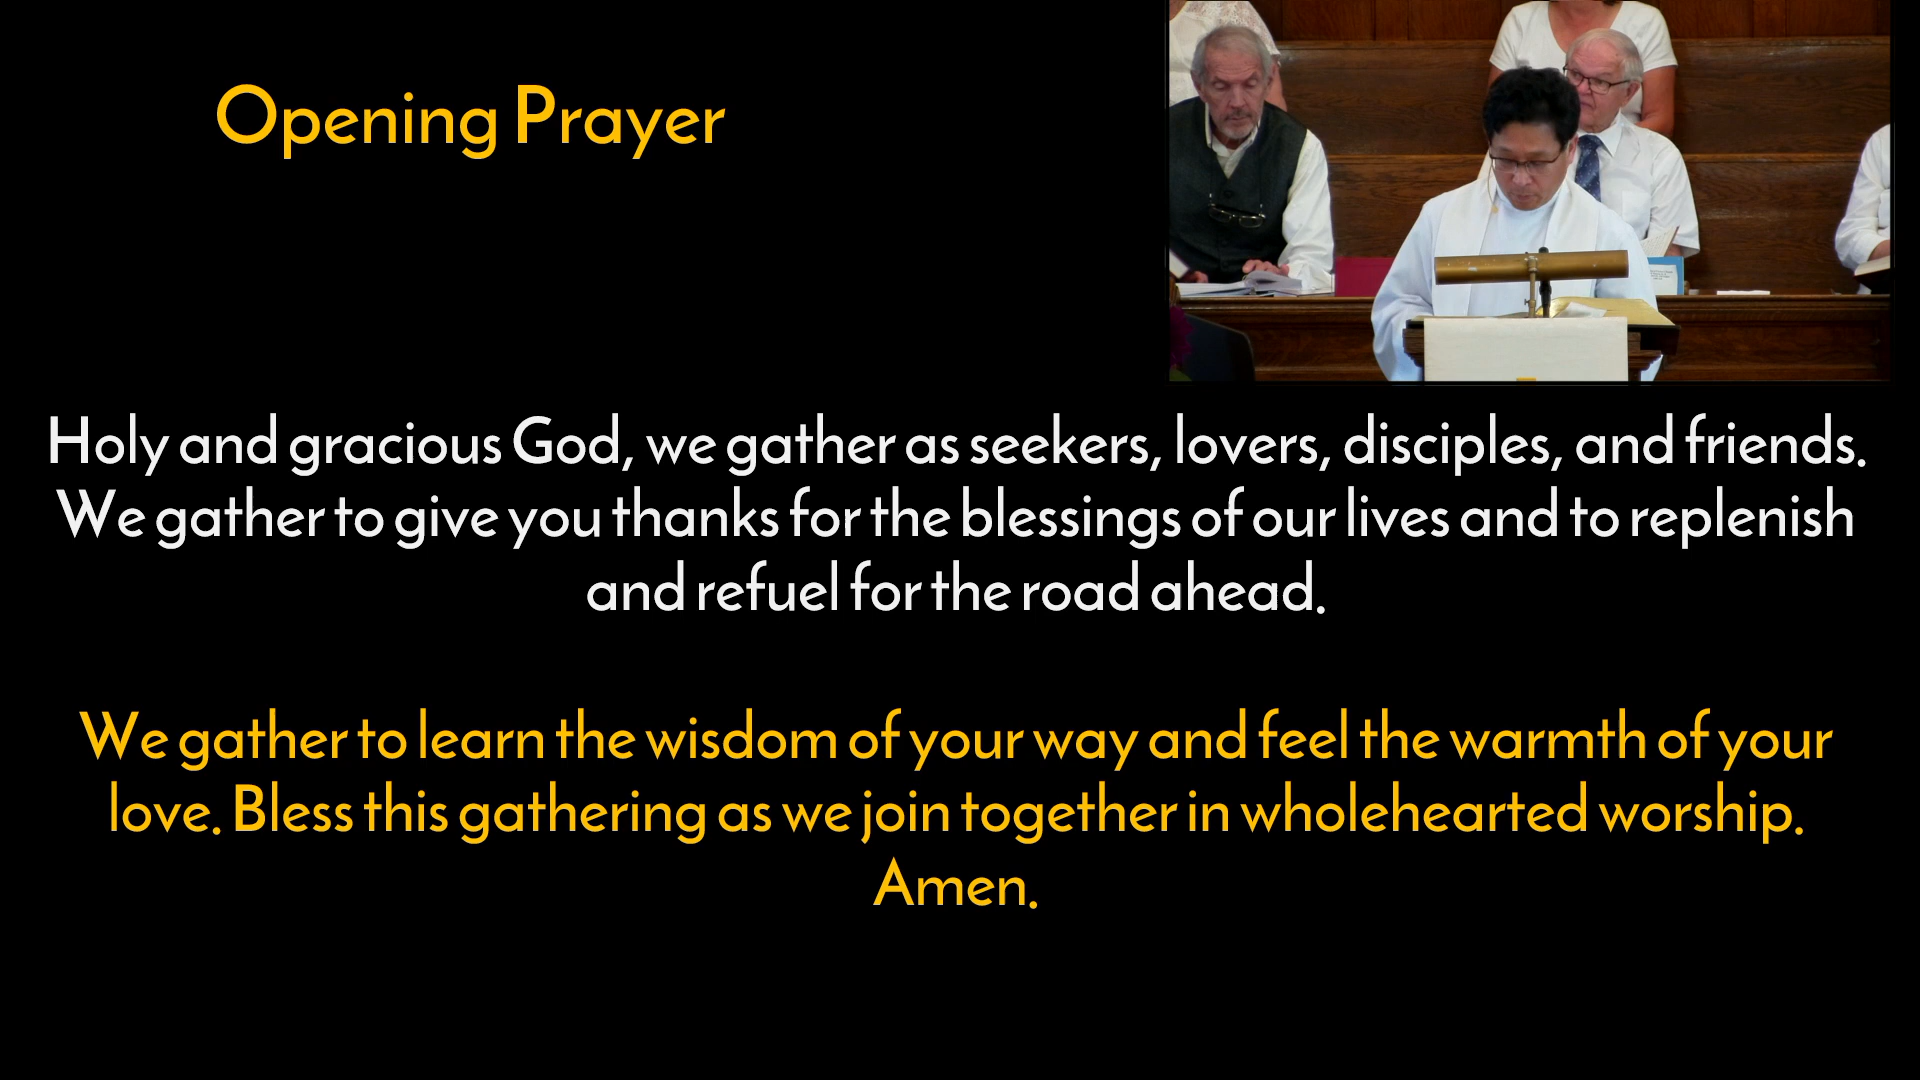 Opening Prayer
Holy and gracious God, we gather as seekers, lovers, disciples, and friends.
We gather to give you thanks for the blessings of our lives and to replenish
and refuel for the road ahead.
We gather to learn the wisdom of your way and feel the warmth of your
love. Bless this gathering as we join together in wholehearted worship.
Amen.